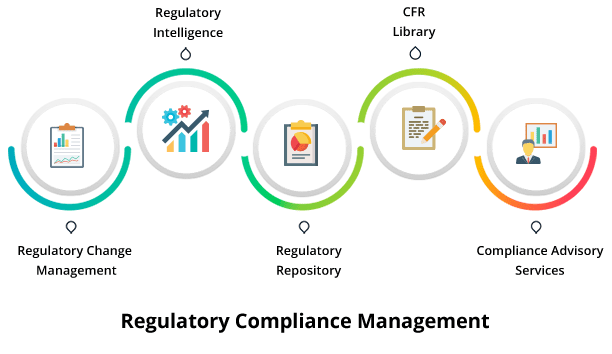 Regulatory
Intelligence
CFR
Library
Regulatory Change
Management
Regulatory
Repository
Compliance Advisory
Services
Regulatory Compliance Management